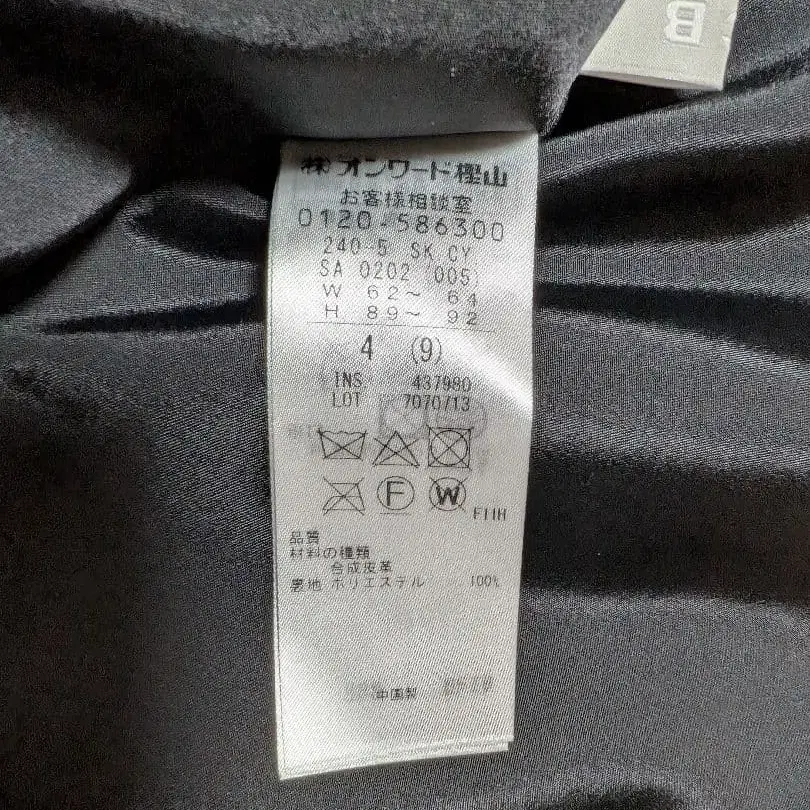 B
㈱オンワード樫山
お客様相談室
0120-586300
240-5 SK CY
SA 0202 (005)
W 62～ 64
H 89～ 92
4 (9)
INS 437980
LOT 7070/13
F
W
FIIH
品質
材料の種類
合成皮革
裏地 ポリエステル 100%
中国製